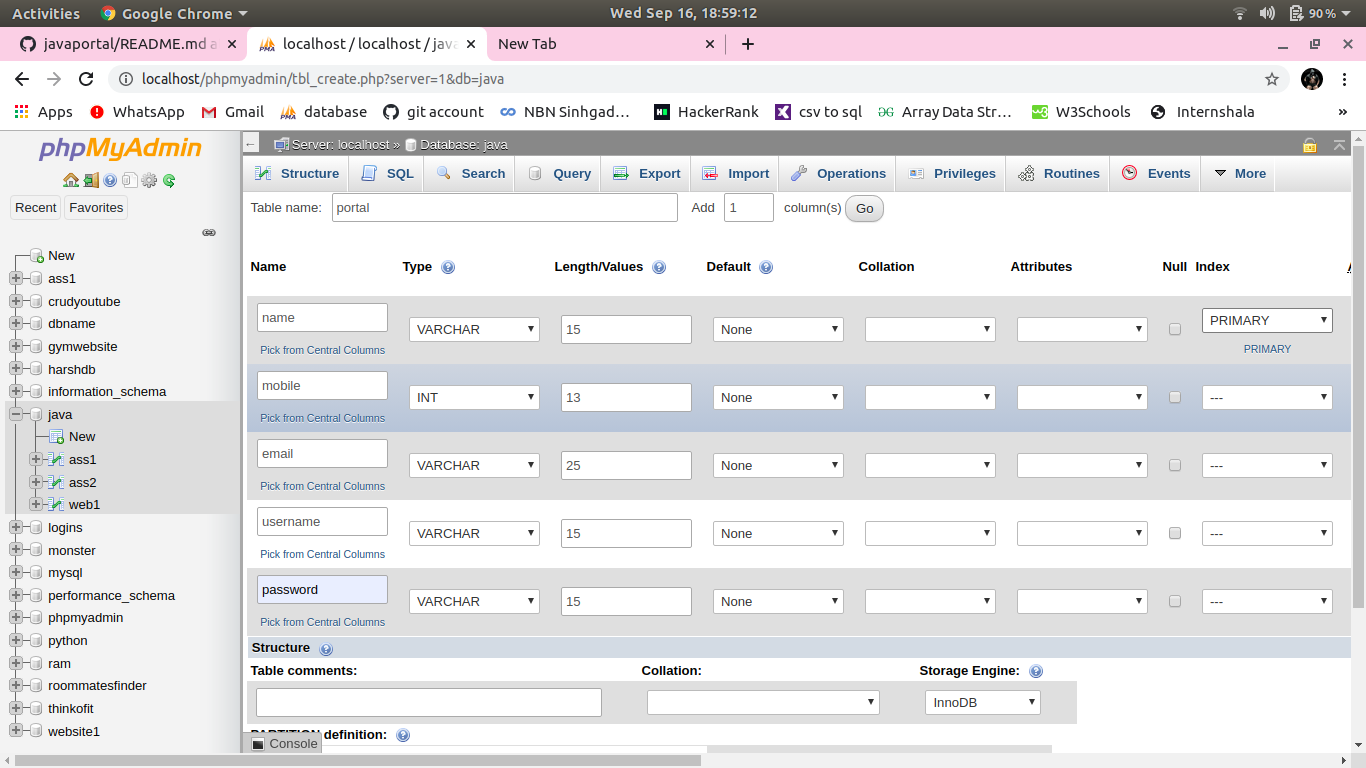 Activities Google Chrome Wed Sep 16, 18:59:12 90%
javaportal/README.md a localhost / localhost / java New Tab
localhost/phpmyadmin/tbl_create.php?server=1&db=java
Apps WhatsApp Gmail database git account NBN Sinhgad… HackerRank csv to sql Array Data Str… W3Schools Internshala »
phpMyAdmin
Recent Favorites
New
ass1
crudyoutube
dbname
gymwebsite
harshdb
information_schema
java
New
ass1
ass2
web1
logins
monster
mysql
performance_schema
phpmyadmin
python
ram
roommatesfinder
thinkofit
website1
Server: localhost » Database: java
Structure SQL Search Query Export Import Operations Privileges Routines Events More
Table name: portal Add 1 column(s) Go
Name Type Length/Values Default Collation Attributes Null Index
name VARCHAR 15 None PRIMARY
Pick from Central Columns PRIMARY
mobile INT 13 None ---
Pick from Central Columns
email VARCHAR 25 None ---
Pick from Central Columns
username VARCHAR 15 None ---
Pick from Central Columns
password VARCHAR 15 None ---
Pick from Central Columns
Structure
Table comments: Collation: Storage Engine:
InnoDB
definition:
Console